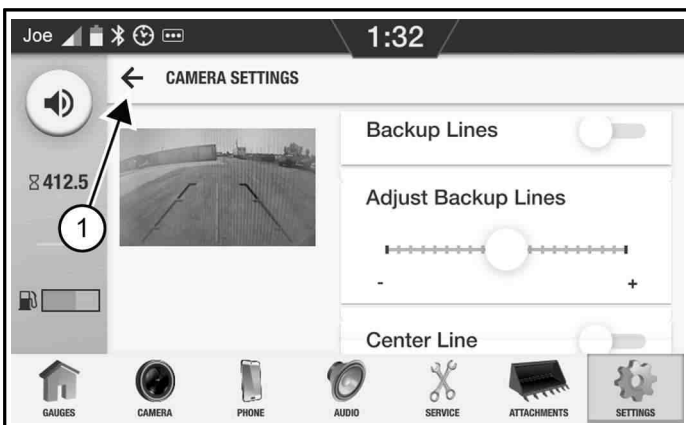 Joe
1:32
CAMERA SETTINGS
412.5
1
Backup Lines
Adjust Backup Lines
- +
Center Line
GAUGES CAMERA PHONE AUDIO SERVICE ATTACHMENTS SETTINGS